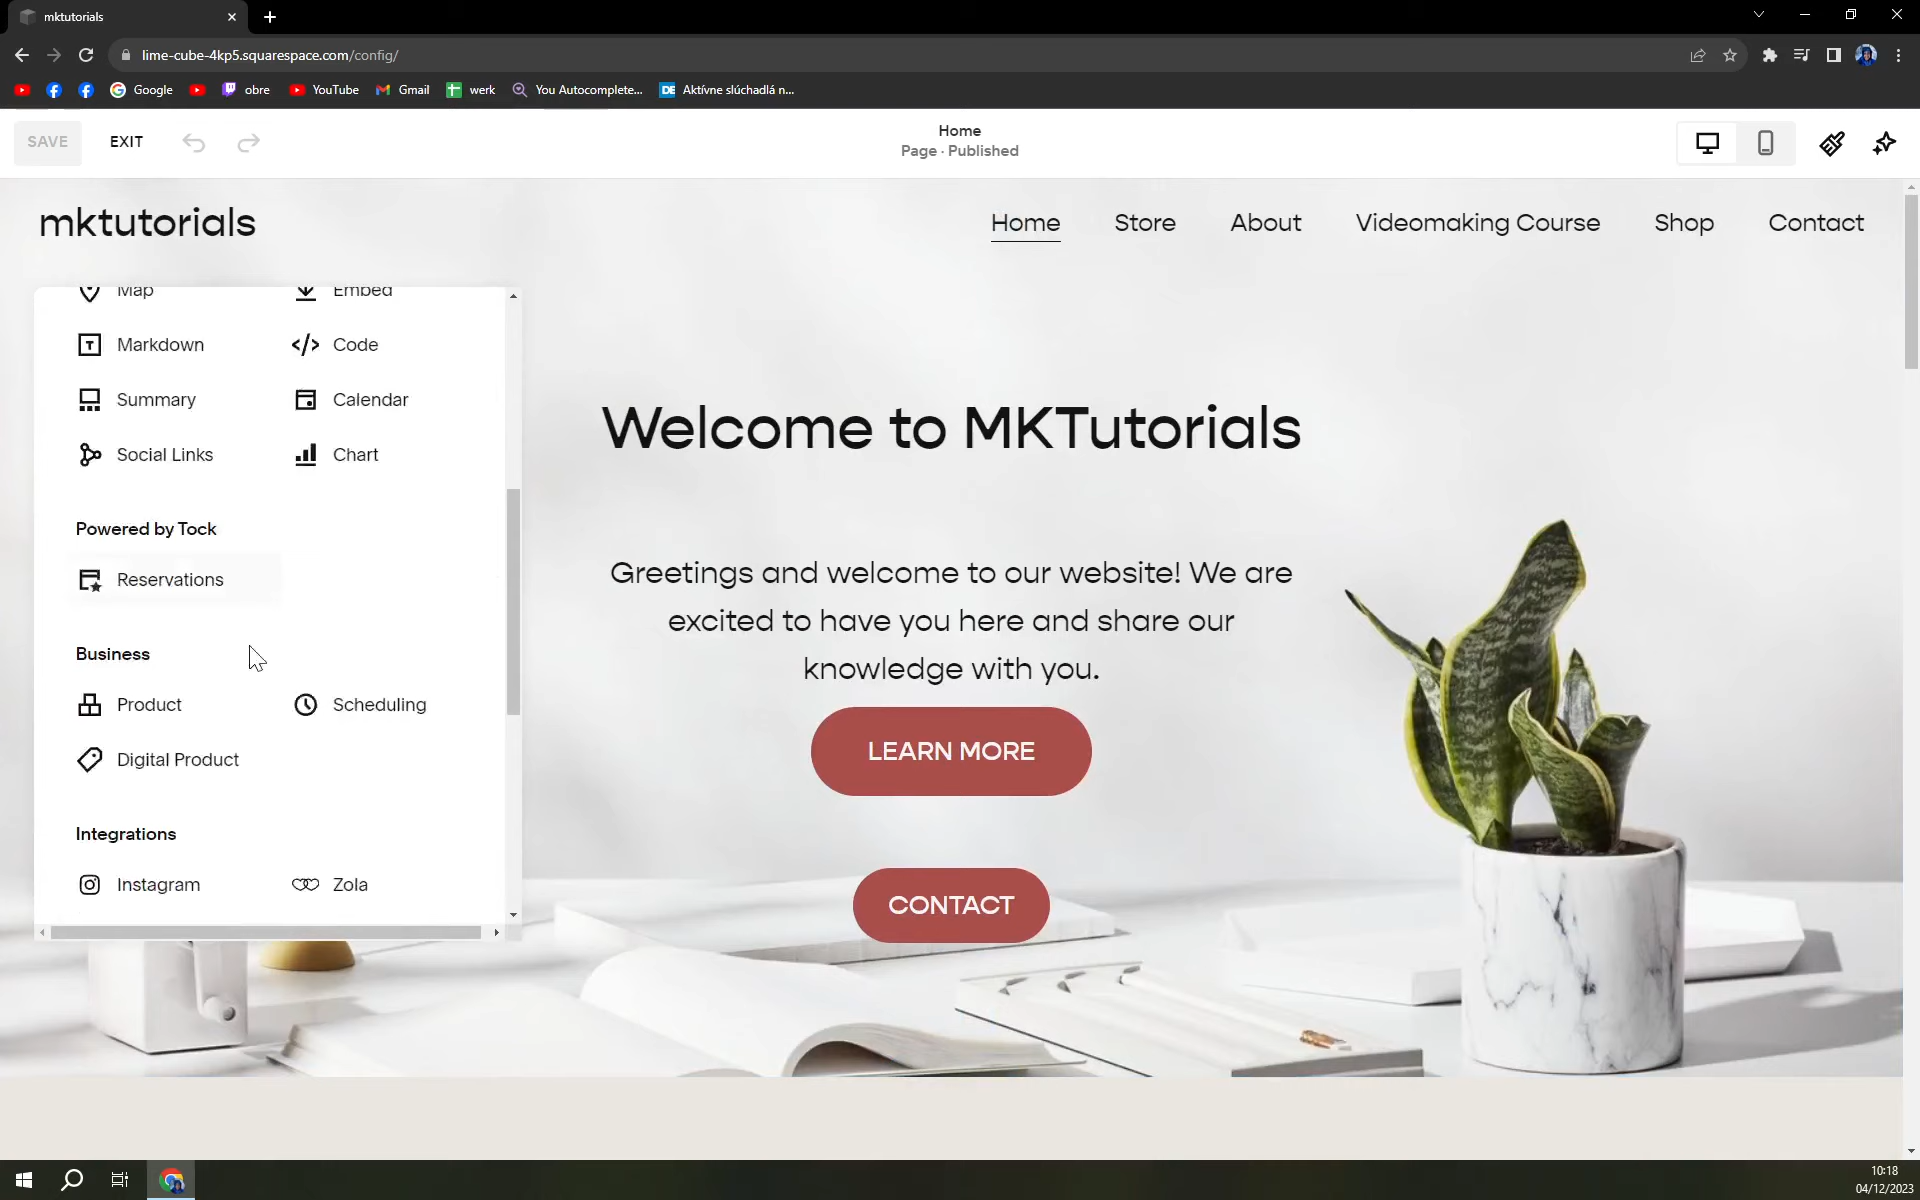 mktutorials
lime-cube-4kp5.squarespace.com/config/
Google
obre
YouTube
Gmail
werk
You Autocomplete...
DE
Aktívne slúchadlá n...
SAVE
EXIT
Home
Page · Published
mktutorials
Home
Store
About
Videomaking Course
Shop
Contact
Map
Embed
Markdown
Code
Summary
Calendar
Social Links
Chart
Powered by Tock
Reservations
Business
Product
Scheduling
Digital Product
Integrations
Instagram
Zola
Welcome to MKTutorials
Greetings and welcome to our website! We are
excited to have you here and share our
knowledge with you.
LEARN MORE
CONTACT
10:18
04/12/2023